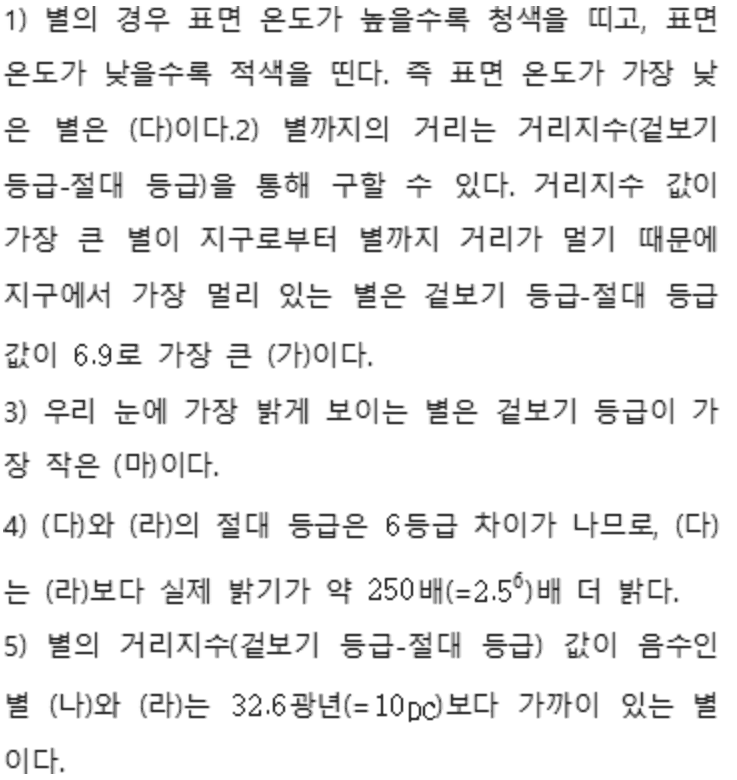 1) 별의 경우 표면 온도가 높을수록 청색을 띠고, 표면
온도가 낮을수록 적색을 띤다. 즉 표면 온도가 가장 낮
은 별은 (다)이다.2) 별까지의 거리는 거리지수(겉보기
등급-절대 등급)을 통해 구할 수 있다. 거리지수 값이
가장 큰 별이 지구로부터 별까지 거리가 멀기 때문에
지구에서 가장 멀리 있는 별은 겉보기 등급-절대 등급
값이 6.9로 가장 큰 (가)이다.
3) 우리 눈에 가장 밝게 보이는 별은 겉보기 등급이 가
장 작은 (마)이다.
4) (다)와 (라)의 절대 등급은 6등급 차이가 나므로, (다)
는 (라)보다 실제 밝기가 약 250배(=2.5⁶)배 더 밝다.
5) 별의 거리지수(겉보기 등급-절대 등급) 값이 음수인
별 (나)와 (라)는 32.6광년(=10pc)보다 가까이 있는 별
이다.